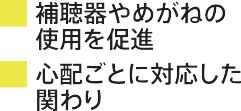 補聴器やめがねの
使用を促進
心配ごとに対応した
関わり